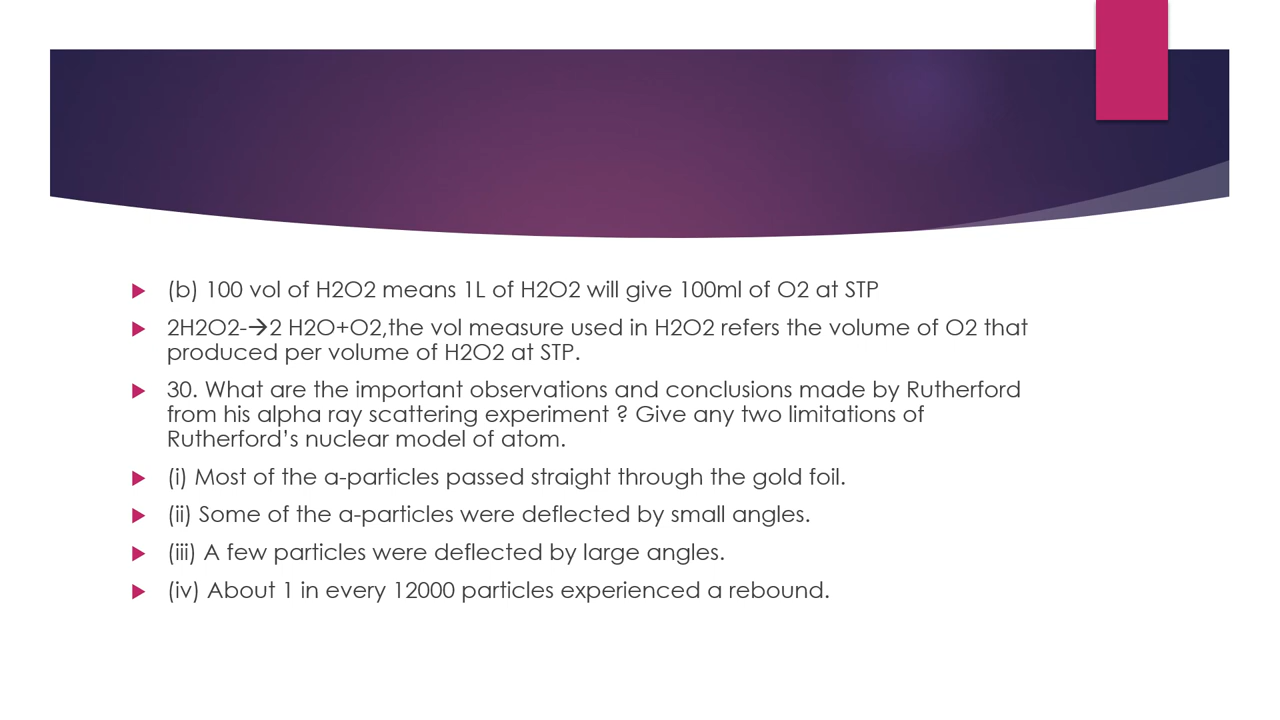 (b) 100 vol of H2O2 means 1L of H2O2 will give 100ml of O2 at STP
2H2O2-→2 H2O+O2,the vol measure used in H2O2 refers the volume of O2 that
produced per volume of H2O2 at STP.
30. What are the important observations and conclusions made by Rutherford
from his alpha ray scattering experiment ? Give any two limitations of
Rutherford’s nuclear model of atom.
(i) Most of the a-particles passed straight through the gold foil.
(ii) Some of the a-particles were deflected by small angles.
(iii) A few particles were deflected by large angles.
(iv) About 1 in every 12000 particles experienced a rebound.